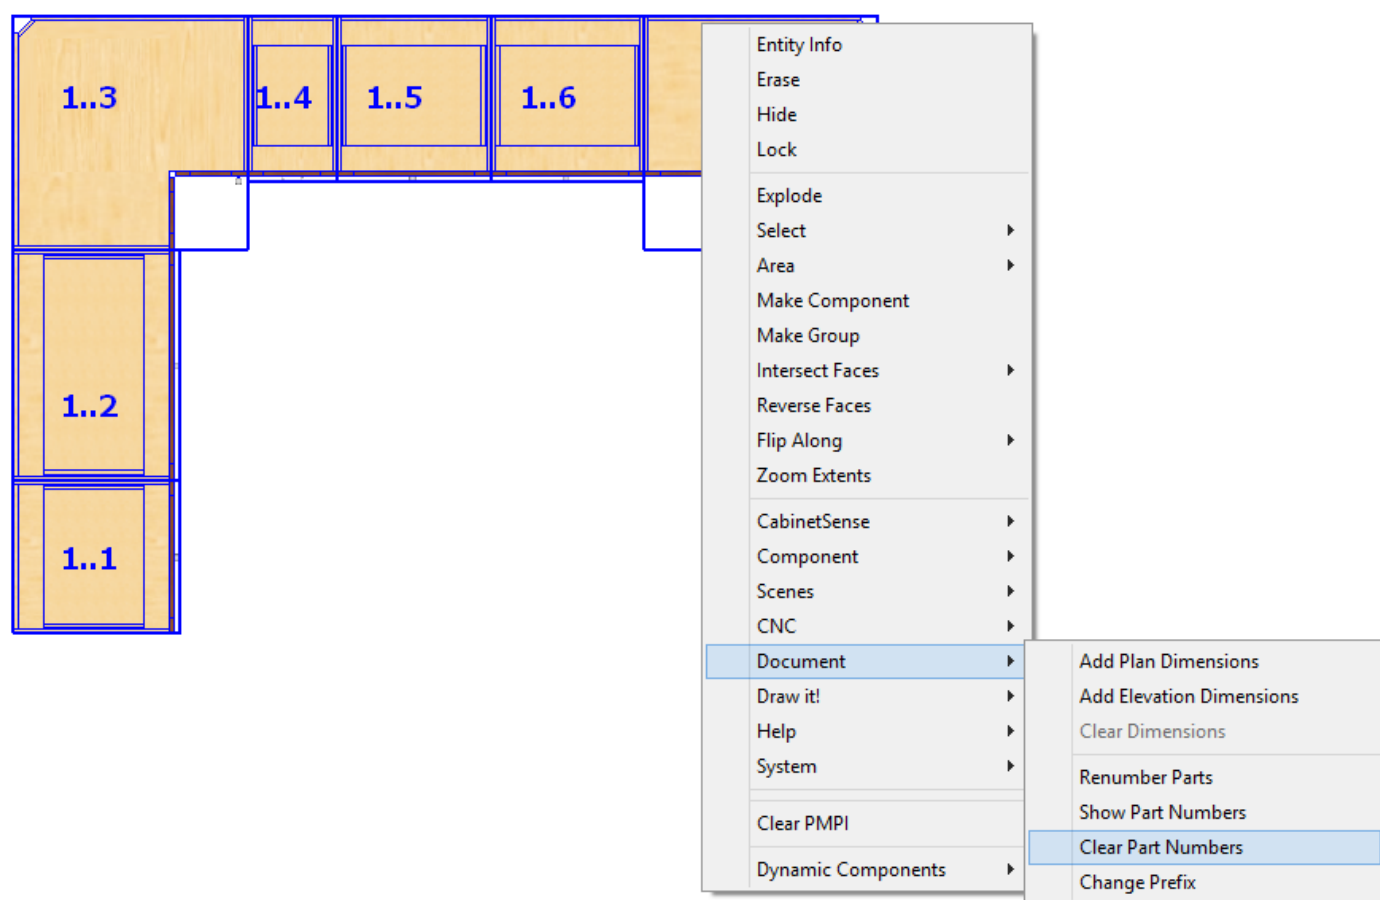 1..3
1..4
1..5
1..6
1..2
1..1
Entity Info
Erase
Hide
Lock
Explode
Select
Area
Make Component
Make Group
Intersect Faces
Reverse Faces
Flip Along
Zoom Extents
CabinetSense
Component
Scenes
CNC
Document
Draw it!
Help
System
Clear PMPI
Dynamic Components
Add Plan Dimensions
Add Elevation Dimensions
Clear Dimensions
Renumber Parts
Show Part Numbers
Clear Part Numbers
Change Prefix